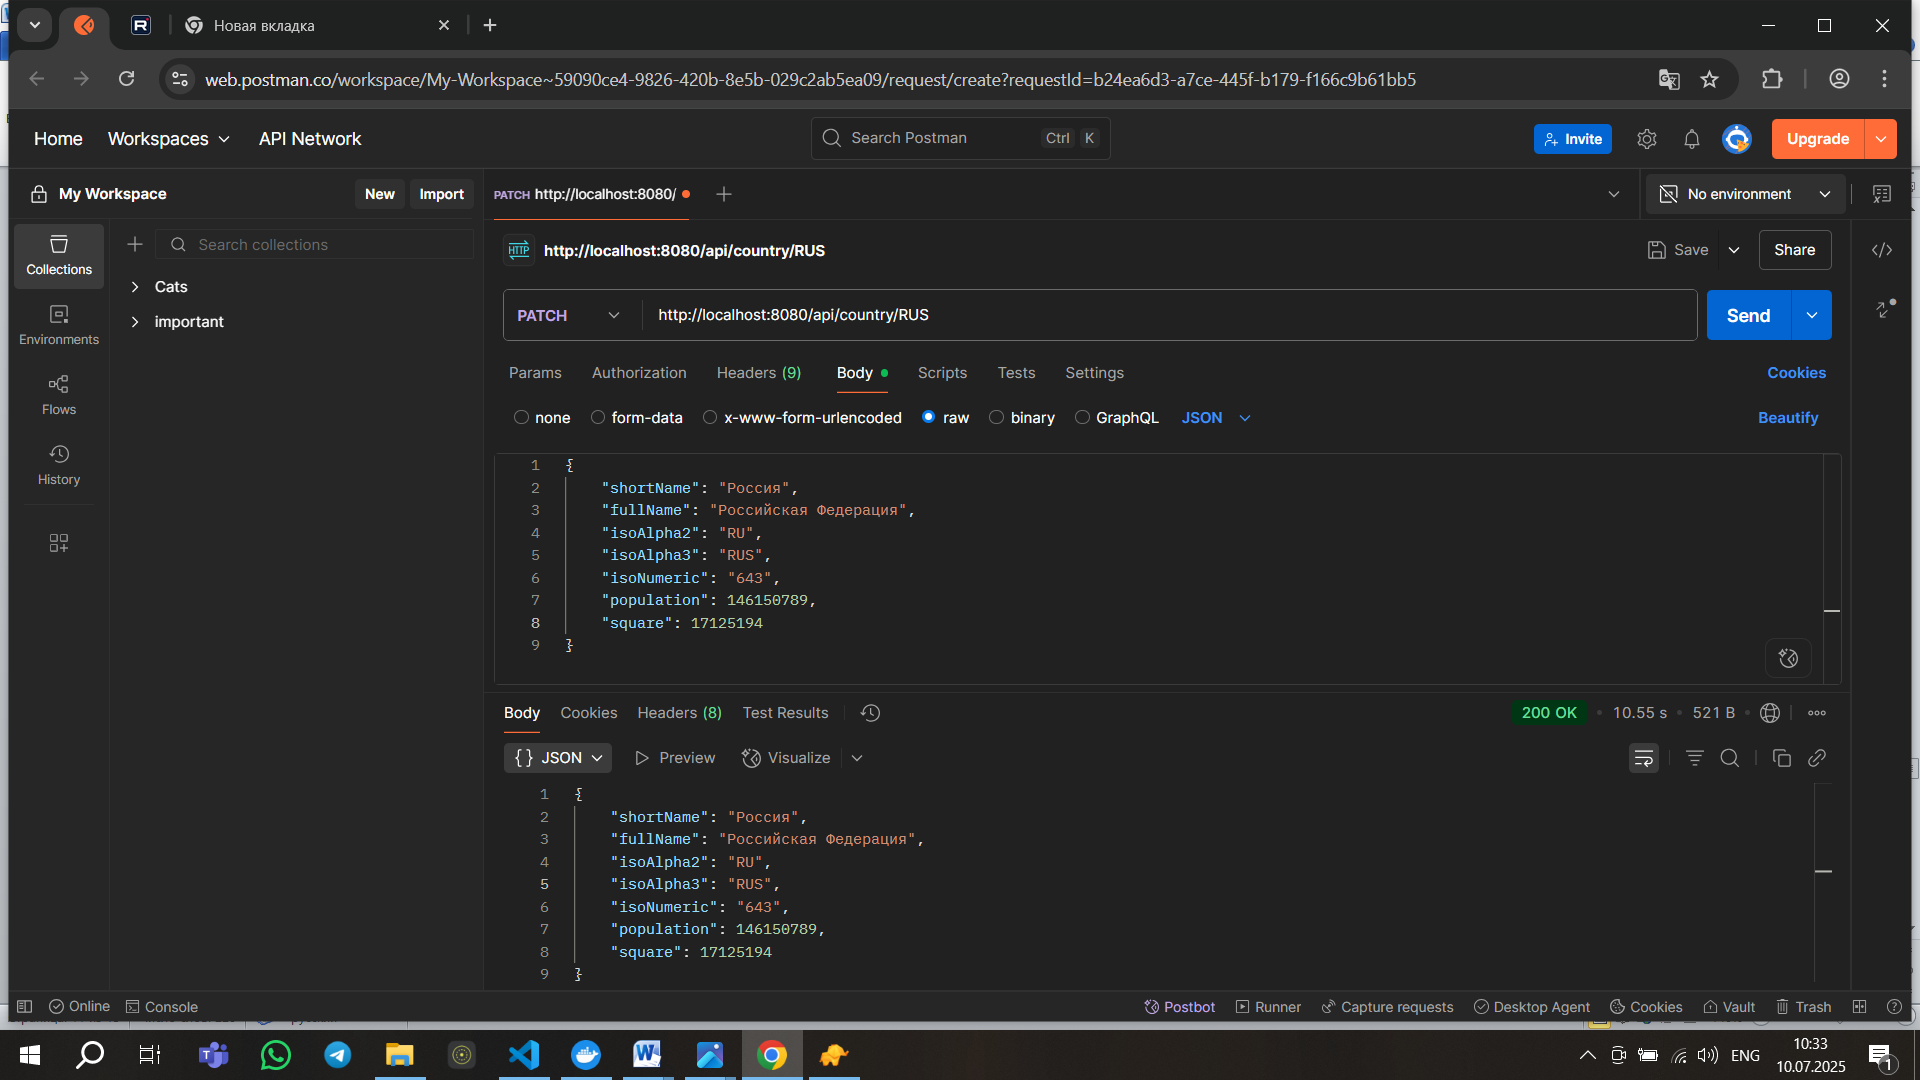 Новая вкладка
web.postman.co/workspace/My-Workspace~59090ce4-9826-420b-8e5b-029c2ab5ea09/request/create?requestId=b24ea6d3-a7ce-445f-b179-f166c9b61bb5
Home Workspaces API Network Search Postman Ctrl K Invite Upgrade
My Workspace New Import PATCH http://localhost:8080/ No environment
Collections
Environments
Flows
History
Search collections
Cats
important
HTTP http://localhost:8080/api/country/RUS Save Share
PATCH http://localhost:8080/api/country/RUS Send
Params Authorization Headers (9) Body Scripts Tests Settings Cookies
none form-data x-www-form-urlencoded raw binary GraphQL JSON Beautify
1 {
2 "shortName": "Россия",
3 "fullName": "Российская Федерация",
4 "isoAlpha2": "RU",
5 "isoAlpha3": "RUS",
6 "isoNumeric": "643",
7 "population": 146150789,
8 "square": 17125194
9 }
Body Cookies Headers (8) Test Results 200 OK • 10.55 s • 521 B
{} JSON Preview Visualize
1 {
2 "shortName": "Россия",
3 "fullName": "Российская Федерация",
4 "isoAlpha2": "RU",
5 "isoAlpha3": "RUS",
6 "isoNumeric": "643",
7 "population": 146150789,
8 "square": 17125194
9 }
Online Console Postbot Runner Capture requests Desktop Agent Cookies Vault Trash
ENG 10:33
10.07.2025
1